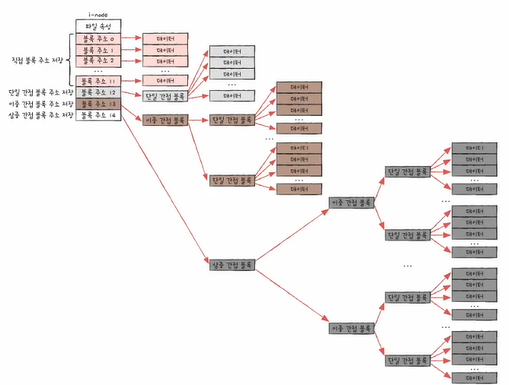 i-node
파일 속성
직접 블록 주소 저장
블록 주소 0
블록 주소 1
블록 주소 2
...
블록 주소 11
단일 간접 블록 주소 저장
블록 주소 12
이중 간접 블록 주소 저장
블록 주소 13
삼중 간접 블록 주소 저장
블록 주소 14
데이터
데이터
데이터
...
데이터
단일 간접 블록
데이터
데이터
데이터
...
데이터
이중 간접 블록
단일 간접 블록
데이터
데이터
데이터
...
데이터
...
단일 간접 블록
데이터
데이터
데이터
...
데이터
삼중 간접 블록
이중 간접 블록
단일 간접 블록
데이터
데이터
데이터
...
데이터
...
단일 간접 블록
데이터
데이터
데이터
...
데이터
...
이중 간접 블록
단일 간접 블록
데이터
데이터
데이터
...
데이터
...
단일 간접 블록
데이터
데이터
데이터
...
데이터